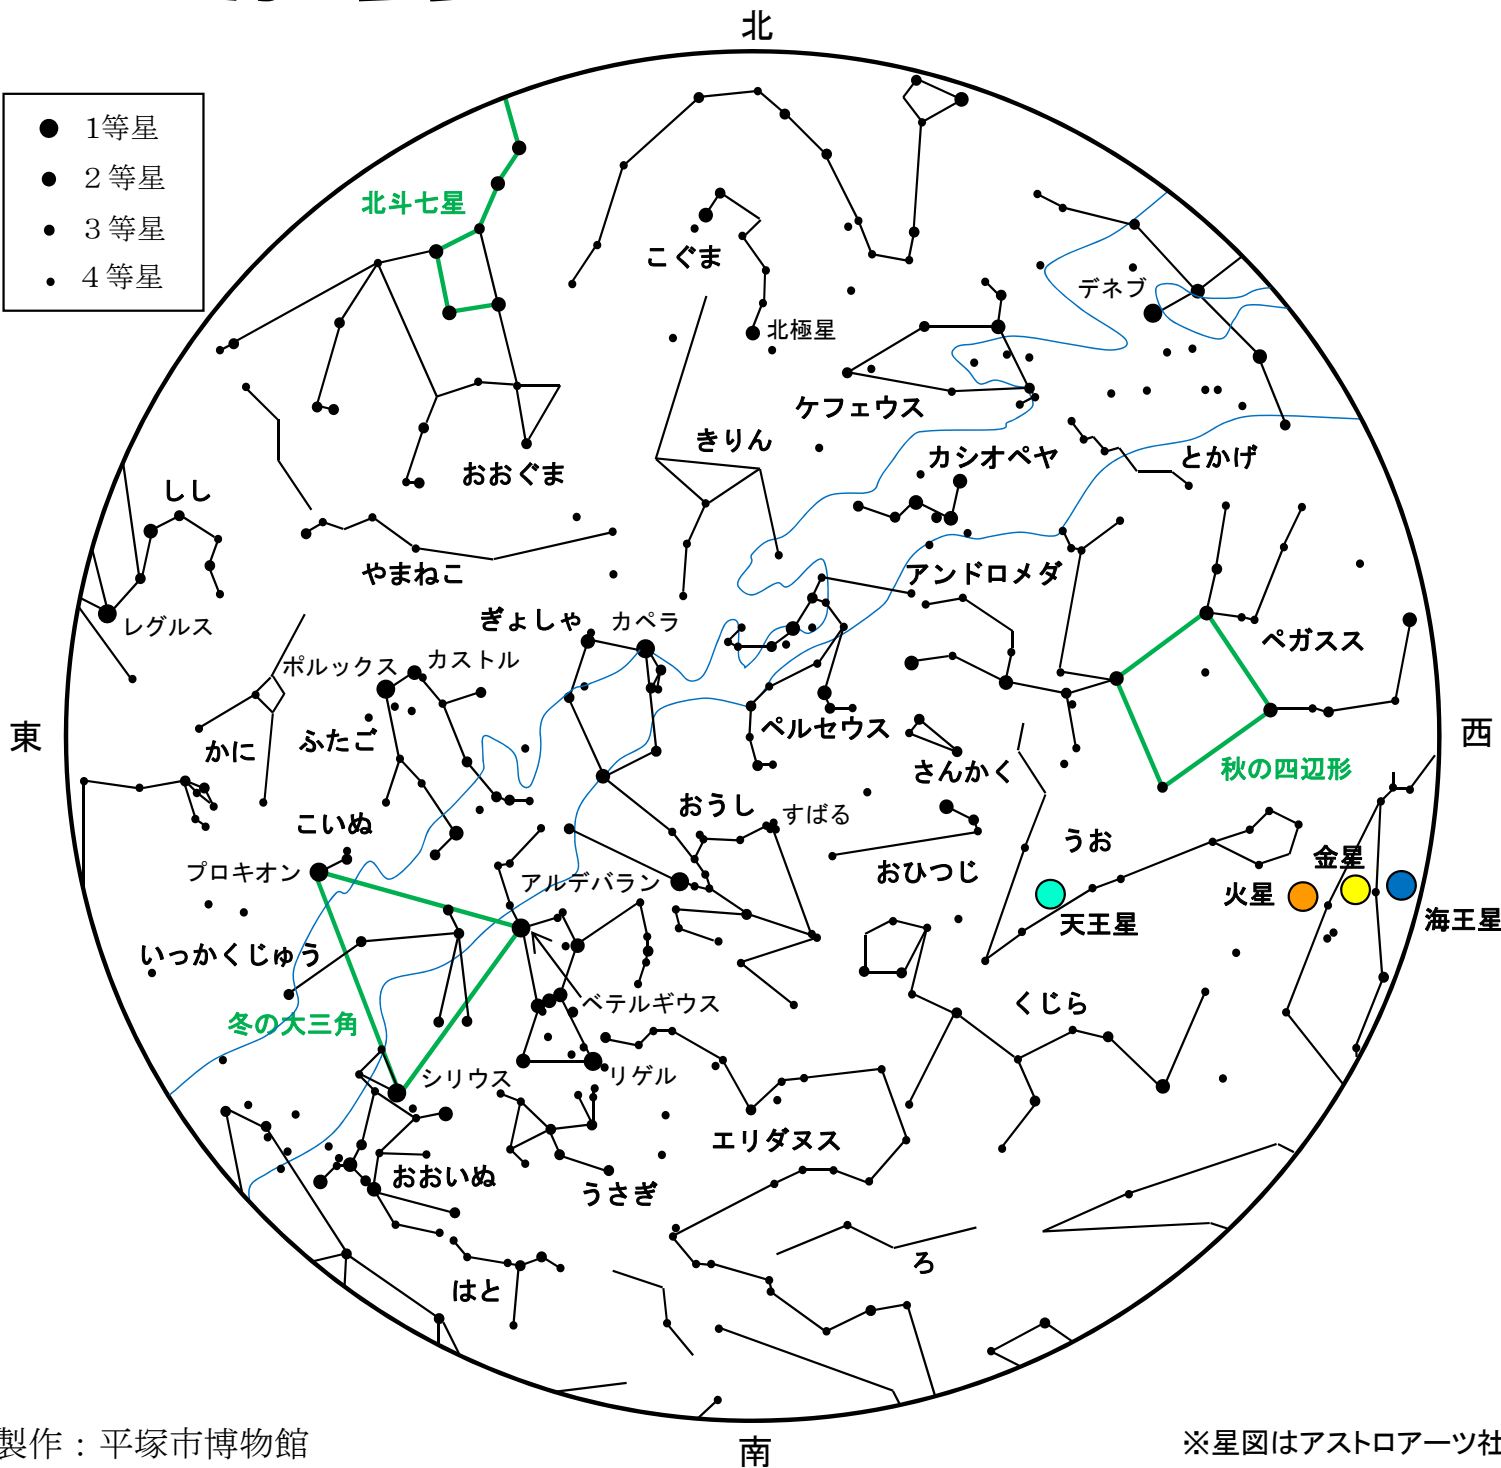 北
1等星
２等星
３等星
４等星
北斗七星
こぐま
デネブ
北極星
ケフェウス
きりん
カシオペヤ
とかげ
おおぐま
しし
やまねこ
アンドロメダ
レグルス
ぎょしゃ
カペラ
ペガスス
ポルックス
カストル
東
西
かに
ふたご
ペルセウス
さんかく
秋の四辺形
こいぬ
おうし
すばる
うお
金星
プロキオン
アルデバラン
おひつじ
火星
天王星
海王星
いっかくじゅう
ベテルギウス
くじら
冬の大三角
シリウス
リゲル
エリダヌス
おおいぬ
うさぎ
ろ
はと
南
製作：平塚市博物館
※星図はアストロアーツ社